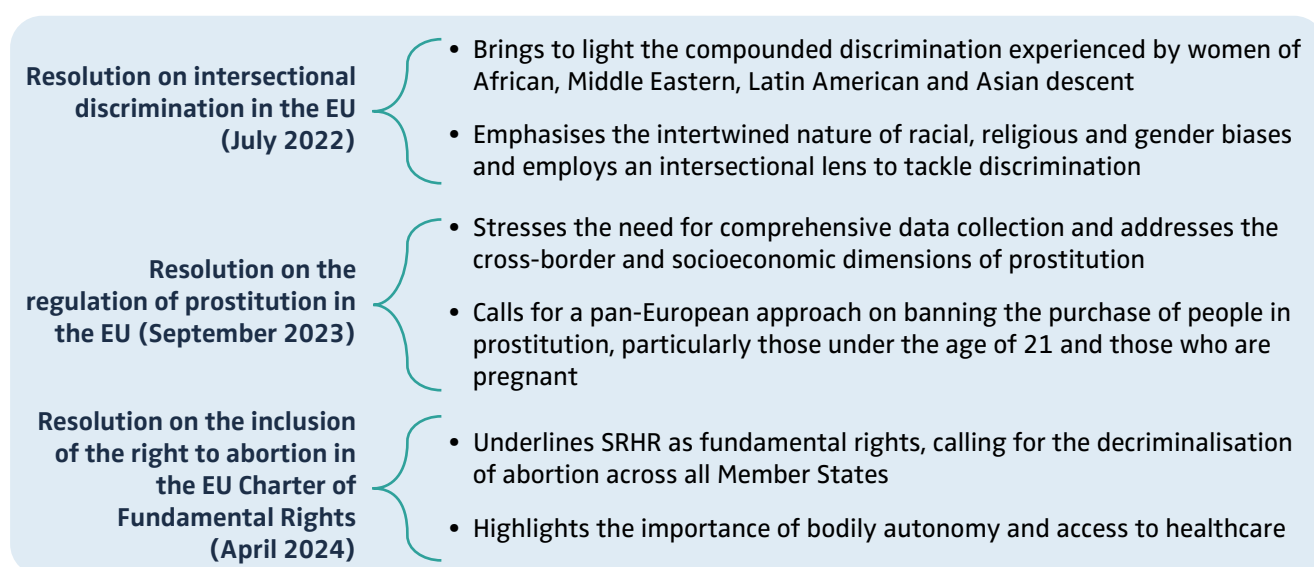 Resolution on intersectional
discrimination in the EU
(July 2022)
• Brings to light the compounded discrimination experienced by women of
African, Middle Eastern, Latin American and Asian descent
• Emphasises the intertwined nature of racial, religious and gender biases
and employs an intersectional lens to tackle discrimination
Resolution on the
regulation of prostitution in
the EU (September 2023)
• Stresses the need for comprehensive data collection and addresses the
cross-border and socioeconomic dimensions of prostitution
• Calls for a pan-European approach on banning the purchase of people in
prostitution, particularly those under the age of 21 and those who are
pregnant
Resolution on the inclusion
of the right to abortion in
the EU Charter of
Fundamental Rights
(April 2024)
• Underlines SRHR as fundamental rights, calling for the decriminalisation
of abortion across all Member States
• Highlights the importance of bodily autonomy and access to healthcare